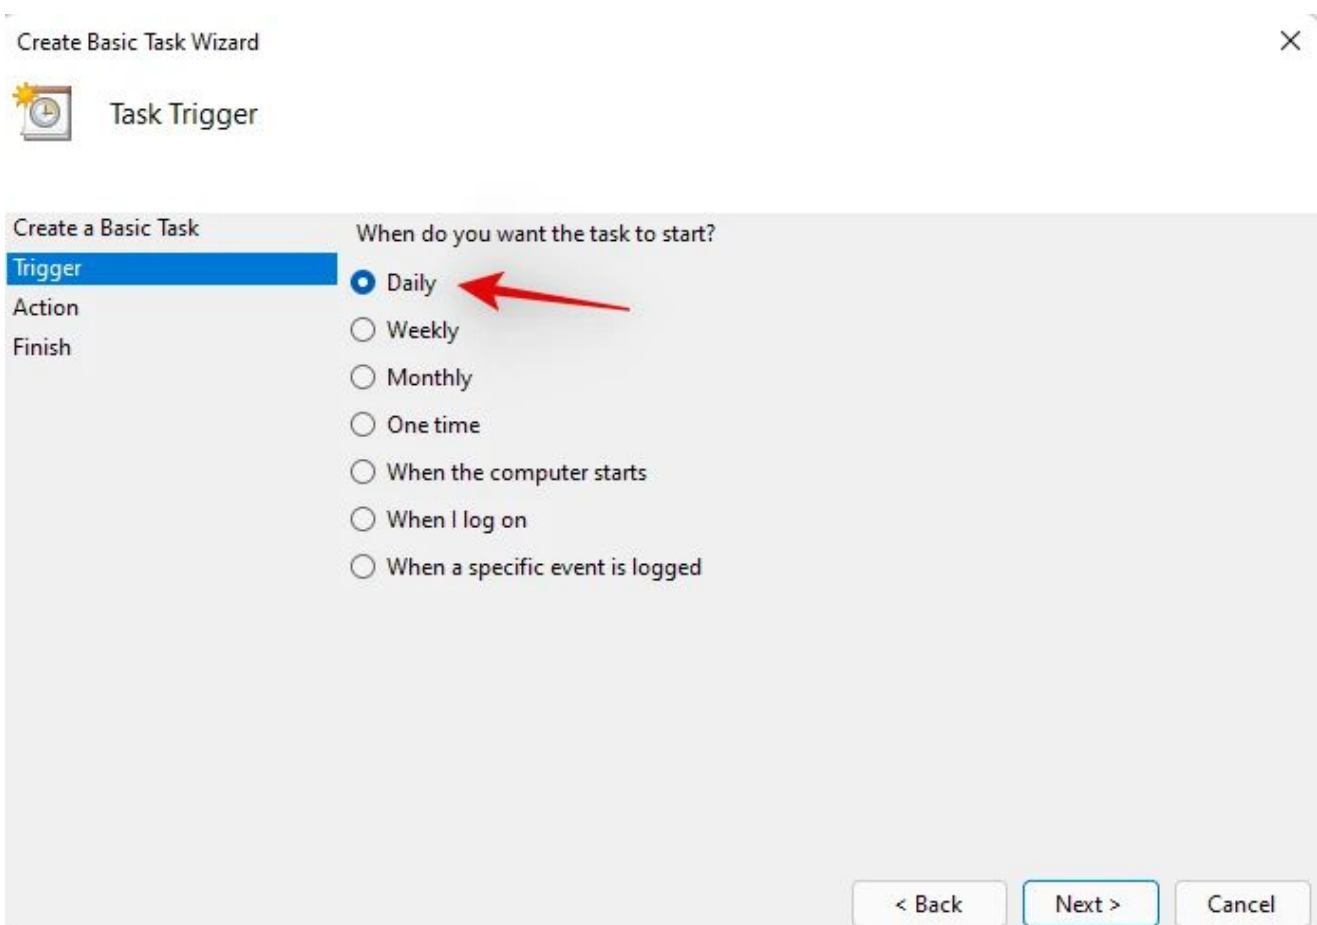 Create Basic Task Wizard
Task Trigger
Create a Basic Task
Trigger
Action
Finish
When do you want the task to start?
Daily
Weekly
Monthly
One time
When the computer starts
When I log on
When a specific event is logged
< Back
Next >
Cancel